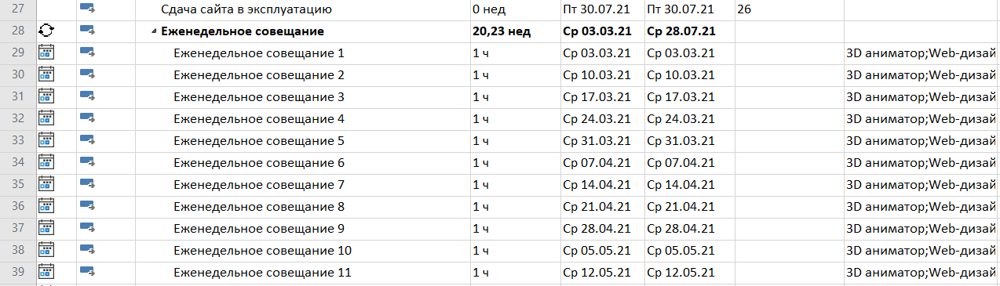 27 Сдача сайта в эксплуатацию 0 нед Пт 30.07.21 Пт 30.07.21 26
28 Еженедельное совещание 20,23 нед Ср 03.03.21 Ср 28.07.21
29 Еженедельное совещание 1 1 ч Ср 03.03.21 Ср 03.03.21 3D аниматор;Web-дизай
30 Еженедельное совещание 2 1 ч Ср 10.03.21 Ср 10.03.21 3D аниматор;Web-дизай
31 Еженедельное совещание 3 1 ч Ср 17.03.21 Ср 17.03.21 3D аниматор;Web-дизай
32 Еженедельное совещание 4 1 ч Ср 24.03.21 Ср 24.03.21 3D аниматор;Web-дизай
33 Еженедельное совещание 5 1 ч Ср 31.03.21 Ср 31.03.21 3D аниматор;Web-дизай
34 Еженедельное совещание 6 1 ч Ср 07.04.21 Ср 07.04.21 3D аниматор;Web-дизай
35 Еженедельное совещание 7 1 ч Ср 14.04.21 Ср 14.04.21 3D аниматор;Web-дизай
36 Еженедельное совещание 8 1 ч Ср 21.04.21 Ср 21.04.21 3D аниматор;Web-дизай
37 Еженедельное совещание 9 1 ч Ср 28.04.21 Ср 28.04.21 3D аниматор;Web-дизай
38 Еженедельное совещание 10 1 ч Ср 05.05.21 Ср 05.05.21 3D аниматор;Web-дизай
39 Еженедельное совещание 11 1 ч Ср 12.05.21 Ср 12.05.21 3D аниматор;Web-дизай